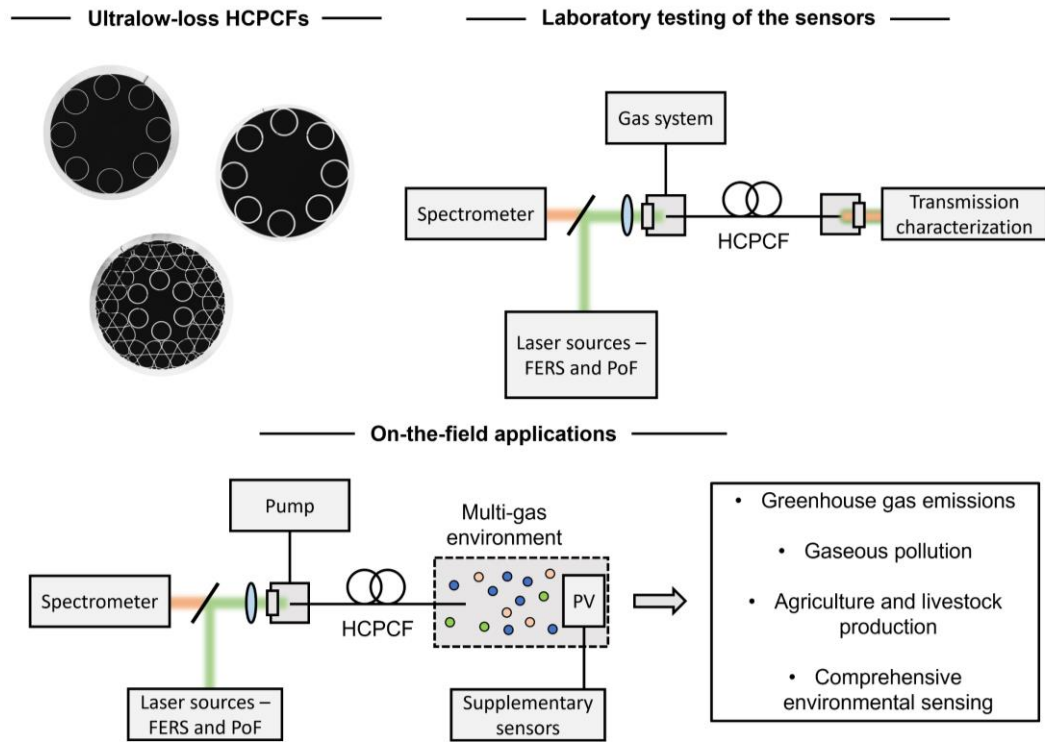 Ultralow-loss HCPCFs
Laboratory testing of the sensors
Gas system
Spectrometer
HCPCF
Transmission
characterization
Laser sources –
FERS and PoF
On-the-field applications
Pump
Multi-gas
environment
Spectrometer
HCPCF
PV
Laser sources –
FERS and PoF
Supplementary
sensors
• Greenhouse gas emissions
• Gaseous pollution
• Agriculture and livestock
production
• Comprehensive
environmental sensing